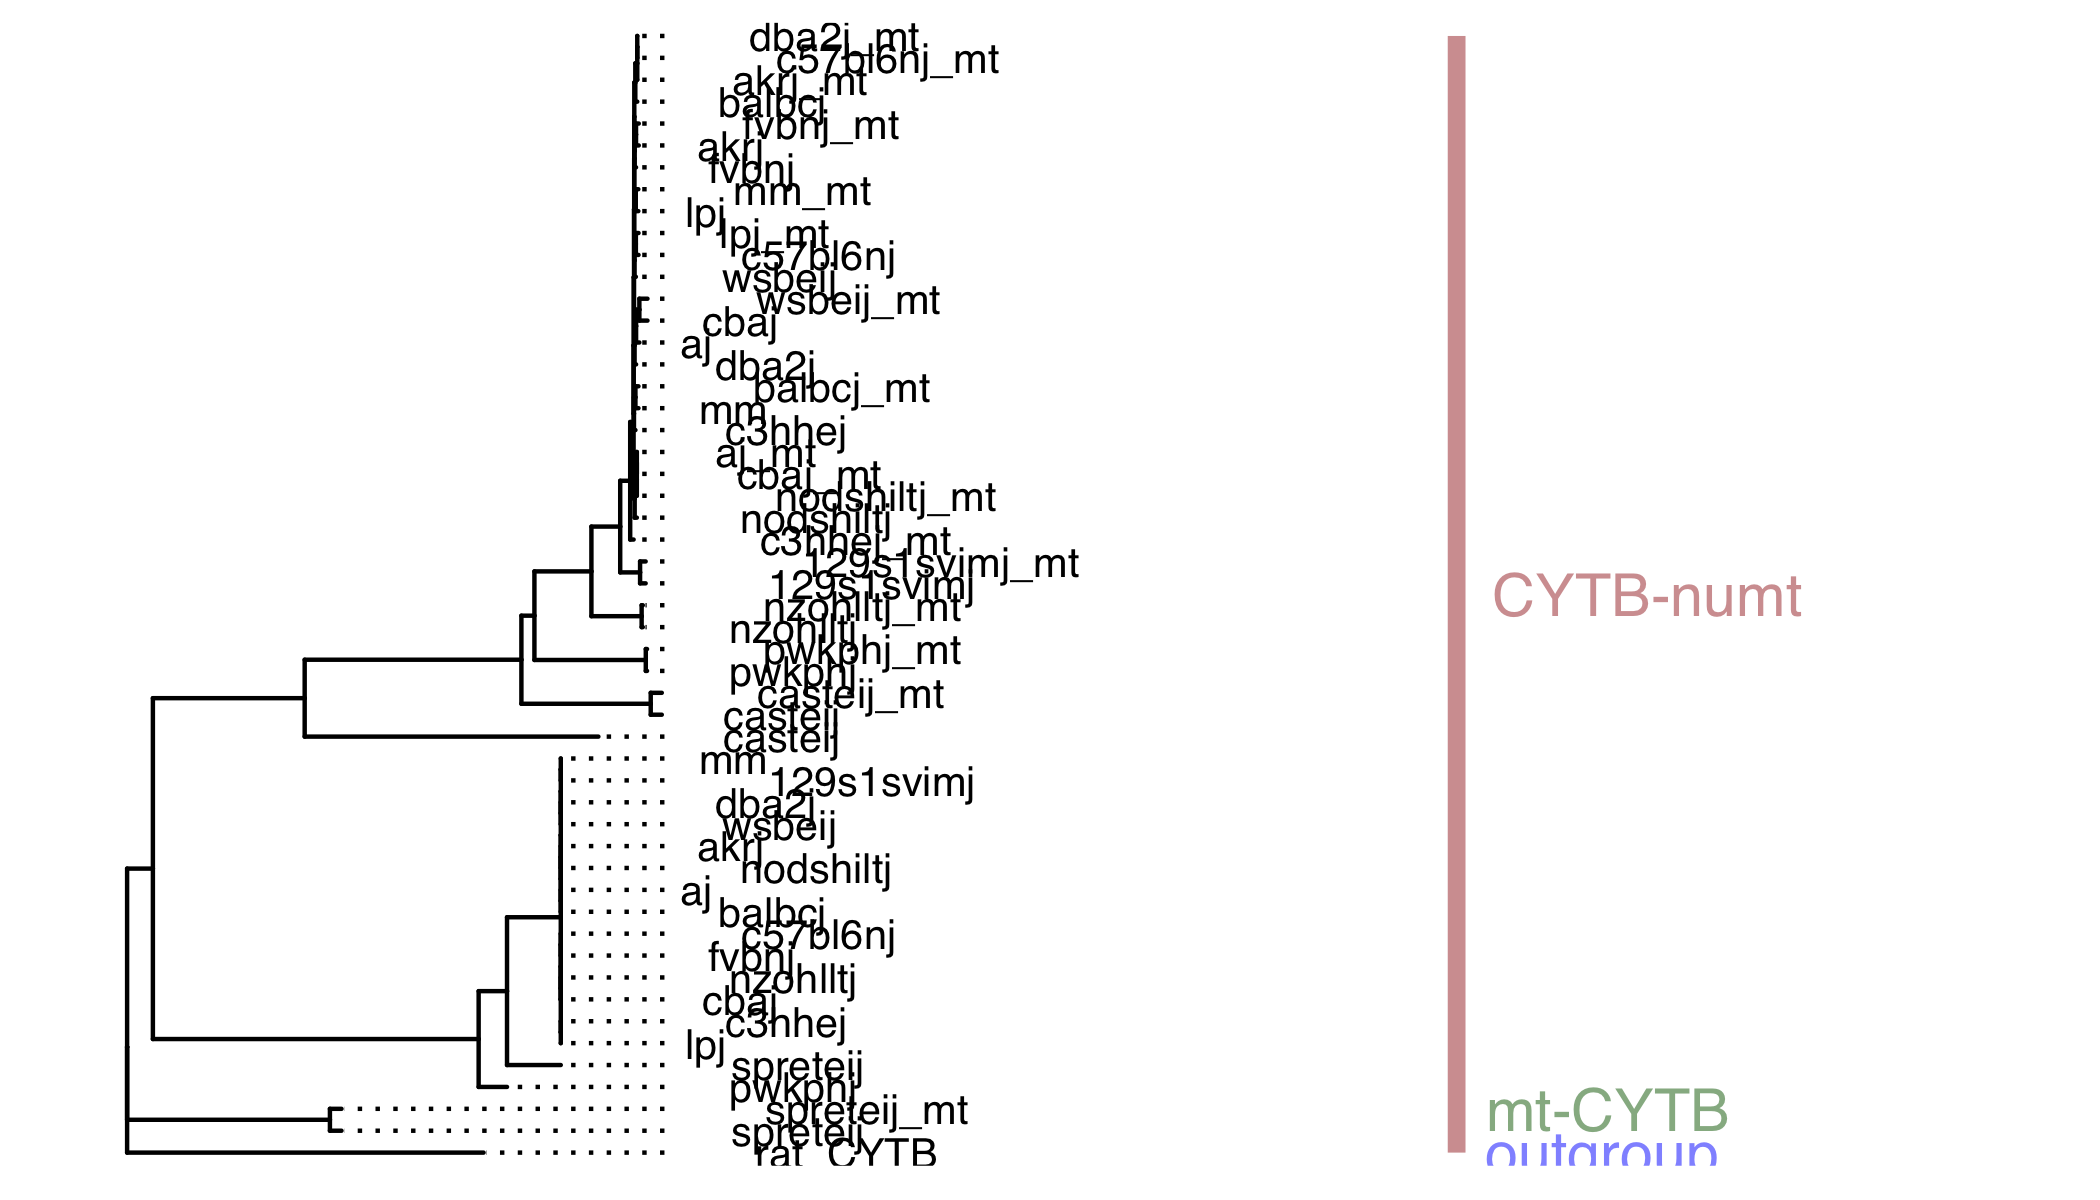 dba2j_mt
c57bl6nj_mt
akrj_mt
balbcj
fvbnj_mt
akrj
fvbnj
mm_mt
lpj
lpj_mt
c57bl6nj
wsbeij
wsbeij_mt
cbaj
aj
dba2j
balbcj_mt
mm
c3hhej
aj_mt
cbaj_mt
nodshiltj_mt
nodshiltj
c3hhej_mt
129s1svimj_mt
129s1svimj
CYTB-numt
nzohlltj_mt
nzohlltj
pwkphj_mt
pwkphj
casteij_mt
casteij
casteij
mm
129s1svimj
dba2j
wsbeij
akrj
nodshiltj
aj
balbcj
c57bl6nj
fvbnj
nzohlltj
cbaj
c3hhej
lpj
spreteij
pwkphj
spreteij_mt
mt-CYTB
spreteij
rat_CYTB
outgroup